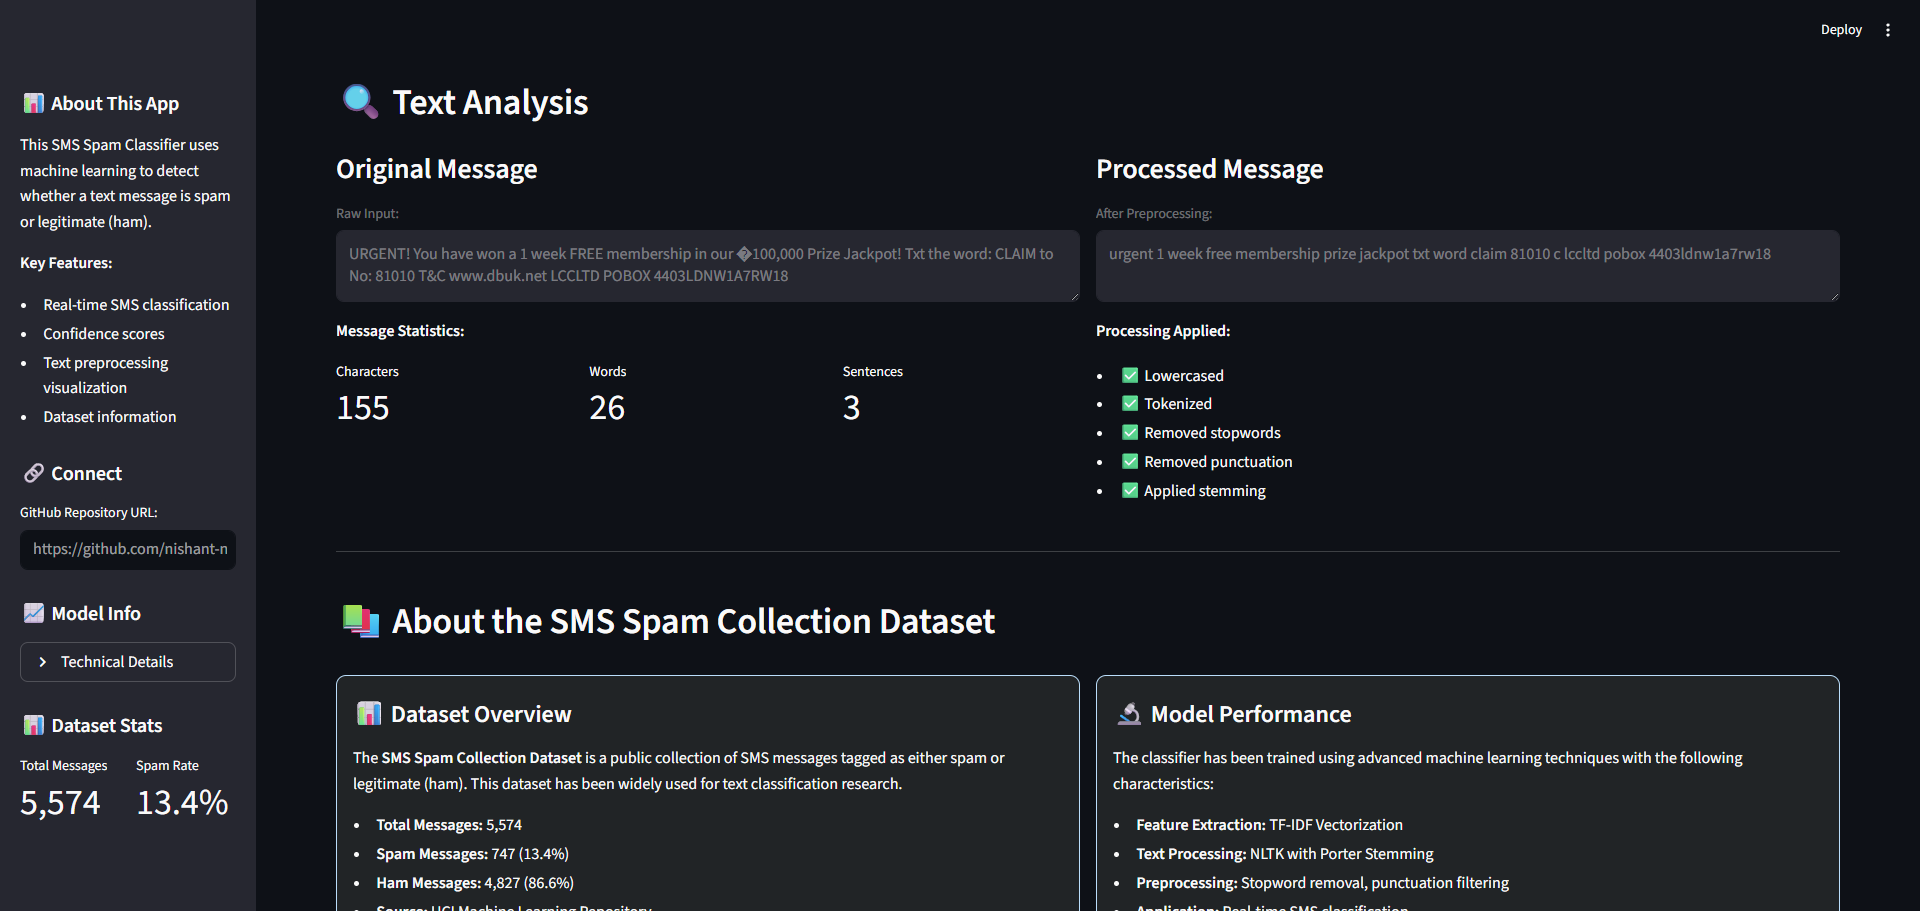 Deploy
About This App
This SMS Spam Classifier uses
machine learning to detect
whether a text message is spam
or legitimate (ham).
Key Features:
Real-time SMS classification
Confidence scores
Text preprocessing
visualization
Dataset information
Connect
GitHub Repository URL:
https://github.com/nishant-
Model Info
Technical Details
Dataset Stats
Total Messages Spam Rate
5,574 13.4%
Text Analysis
Original Message
Raw Input:
URGENT! You have won a 1 week FREE membership in our �100,000 Prize Jackpot! Txt the word: CLAIM to
No: 81010 T&C www.dbuk.net LCCLTD POBOX 4403LDNW1A7RW18
Message Statistics:
Characters Words Sentences
155 26 3
Processed Message
After Preprocessing:
urgent 1 week free membership prize jackpot txt word claim 81010 c lccltd pobox 4403ldnw1a7rw18
Processing Applied:
✅ Lowercased
✅ Tokenized
✅ Removed stopwords
✅ Removed punctuation
✅ Applied stemming
About the SMS Spam Collection Dataset
Dataset Overview
The SMS Spam Collection Dataset is a public collection of SMS messages tagged as either spam or
legitimate (ham). This dataset has been widely used for text classification research.
Total Messages: 5,574
Spam Messages: 747 (13.4%)
Ham Messages: 4,827 (86.6%)
Source: UCI Machine Learning Repository
Model Performance
The classifier has been trained using advanced machine learning techniques with the following
characteristics:
Feature Extraction: TF-IDF Vectorization
Text Processing: NLTK with Porter Stemming
Preprocessing: Stopword removal, punctuation filtering
Application: Real-time SMS classification